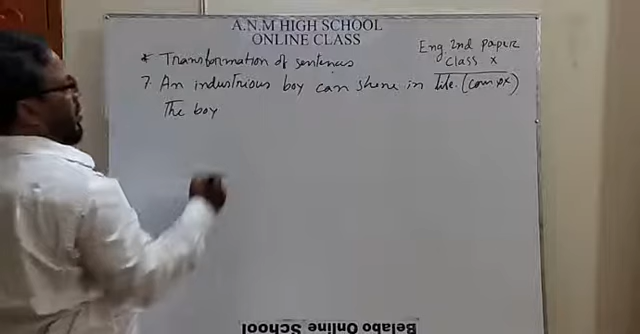 A.N.M HIGH SCHOOL
ONLINE CLASS
Eng 2nd paper
class x
* Transformation of sentences
7. An industrious boy can shine in life. (com px)
The boy
Belabo Online School